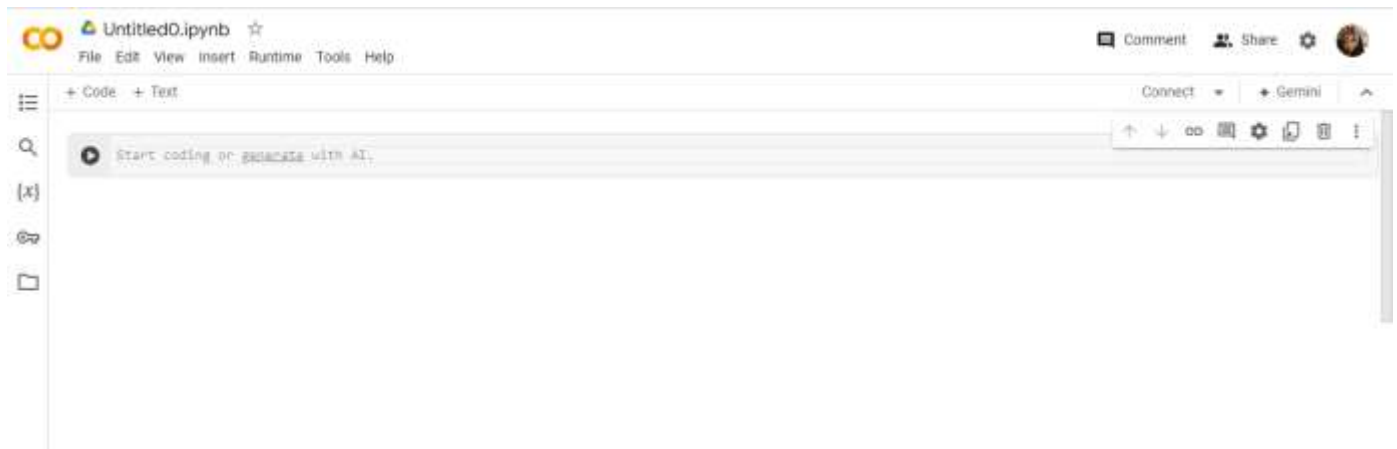 CO Untitled0.ipynb
File Edit View Insert Runtime Tools Help
Comment Share
+ Code + Text
Connect Gemini
Start coding or generate with AI.
{x}